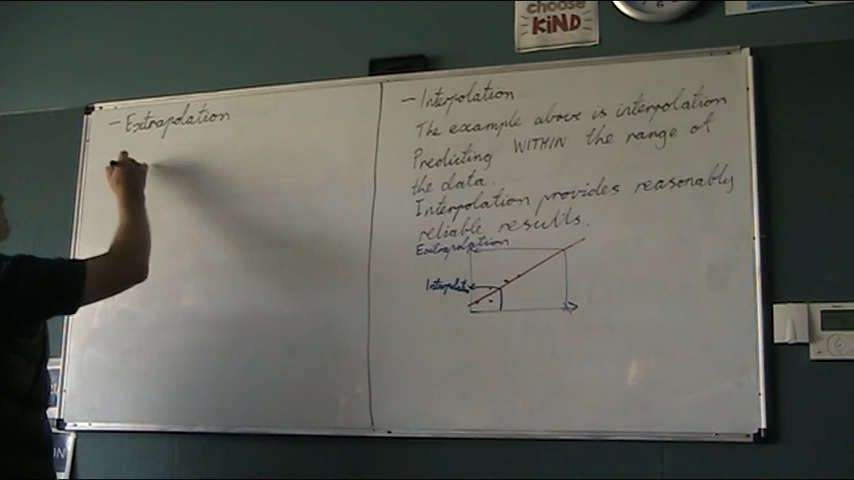 choose
KiND
- Extrapolation
- Interpolation
The example above is interpolation
Predicting WITHIN the range of
the data.
Interpolation provides reasonably
reliable results.
Extrapolation